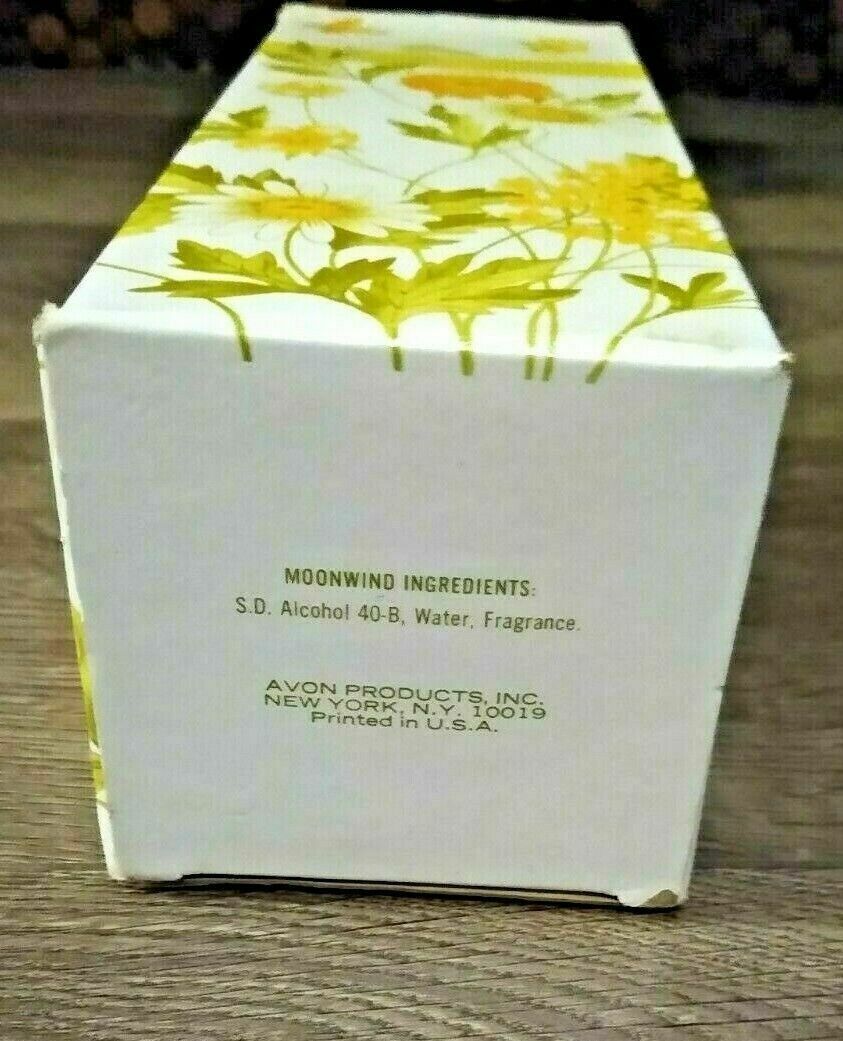 MOONWIND INGREDIENTS:
S.D. Alcohol 40-B, Water, Fragrance.
AVON PRODUCTS, INC.
NEW YORK, N.Y. 10019
Printed in U.S.A.